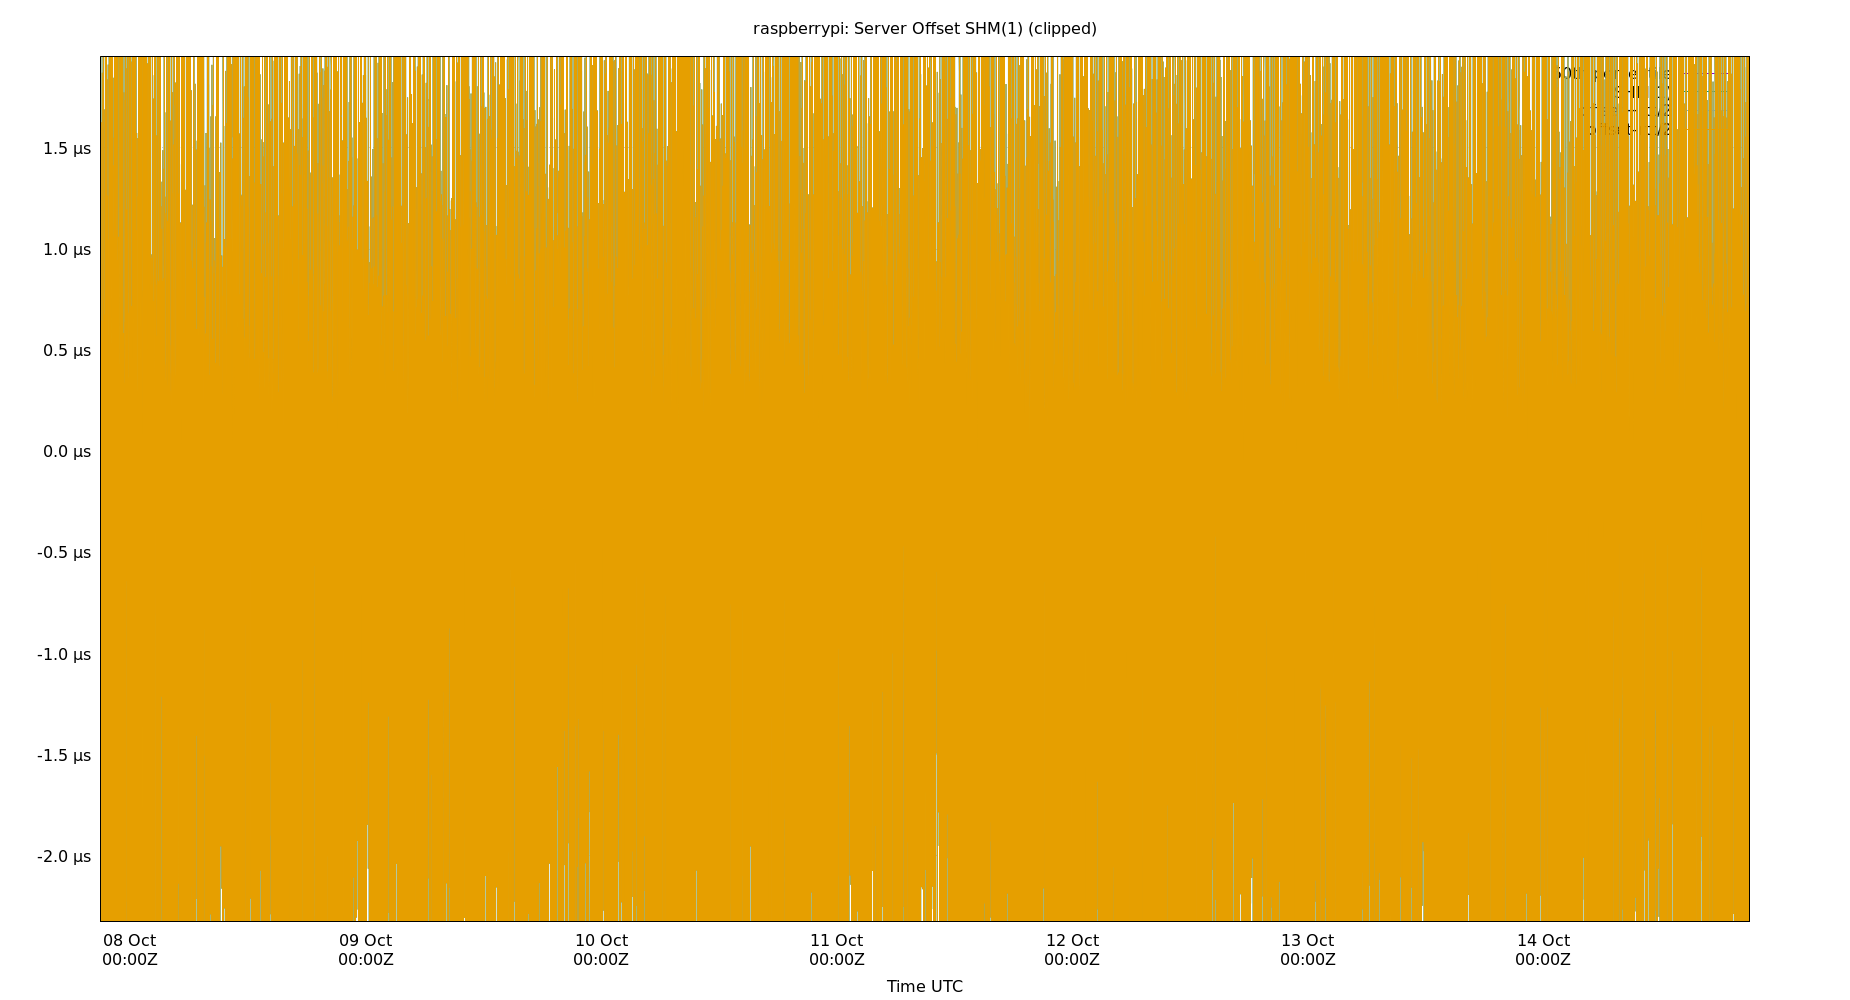 raspberrypi: Server Offset SHM(1) (clipped)
1.5 µs
1.0 µs
0.5 µs
0.0 µs
-0.5 µs
-1.0 µs
-1.5 µs
-2.0 µs
08 Oct 09 Oct 10 Oct 11 Oct 12 Oct 13 Oct 14 Oct
00:00Z 00:00Z 00:00Z 00:00Z 00:00Z 00:00Z 00:00Z
Time UTC